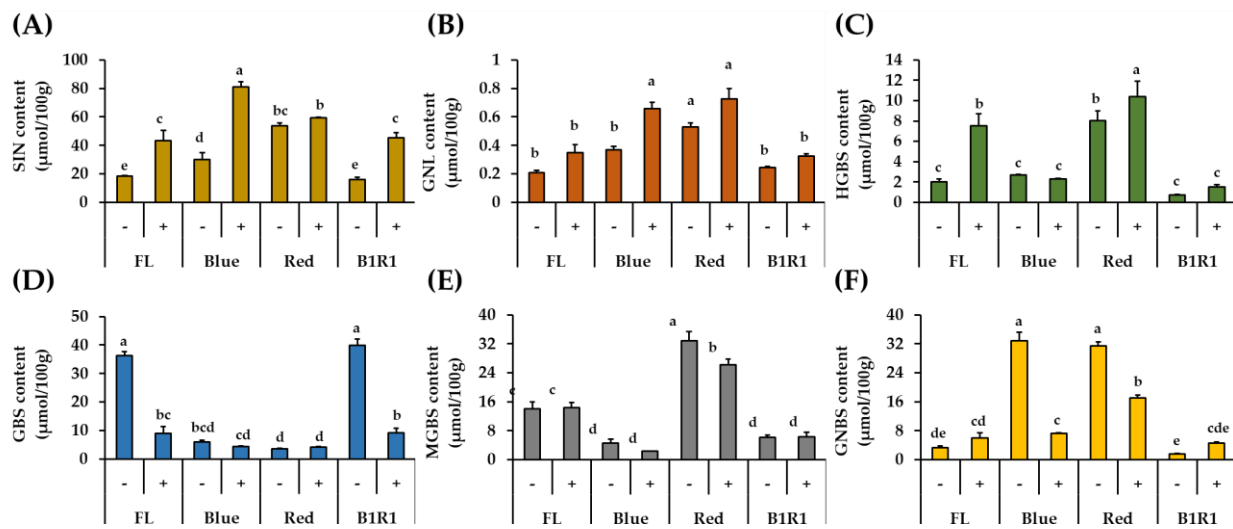 (A)
SIN content
(μmol/100g)
100
80
60
40
20
0
e
c
d
a
bc
b
e
c
- + - + - + - +
FL Blue Red B1R1
(B)
GNL content
(μmol/100g)
1
0.8
0.6
0.4
0.2
0
b
b
b
a
a
a
b
b
- + - + - + - +
FL Blue Red B1R1
(C)
HGBS content
(μmol/100g)
14
12
10
8
6
4
2
0
c
b
c
c
b
a
c
c
- + - + - + - +
FL Blue Red B1R1
(D)
GBS content
(μmol/100g)
50
40
30
20
10
0
a
bc
bcd
cd
d
d
a
b
- + - + - + - +
FL Blue Red B1R1
(E)
MGBS content
(μmol/100g)
40
32
24
16
8
0
c
c
d
d
a
b
d
d
- + - + - + - +
FL Blue Red B1R1
(F)
GNBS content
(μmol/100g)
40
32
24
16
8
0
de
cd
a
c
a
b
e
cde
- + - + - + - +
FL Blue Red B1R1